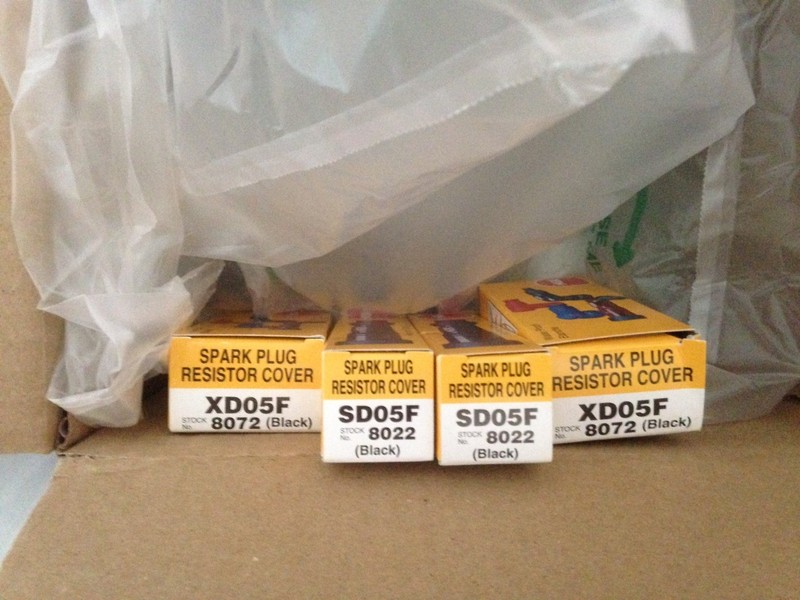 SPARK PLUG
RESISTOR COVER
XD05F
STOCK No. 8072 (Black)
SPARK PLUG
RESISTOR COVER
SD05F
STOCK No. 8022
(Black)
SPARK PLUG
RESISTOR COVER
SD05F
STOCK No. 8022
(Black)
SPARK PLUG
RESISTOR COVER
XD05F
STOCK No. 8072 (Black)